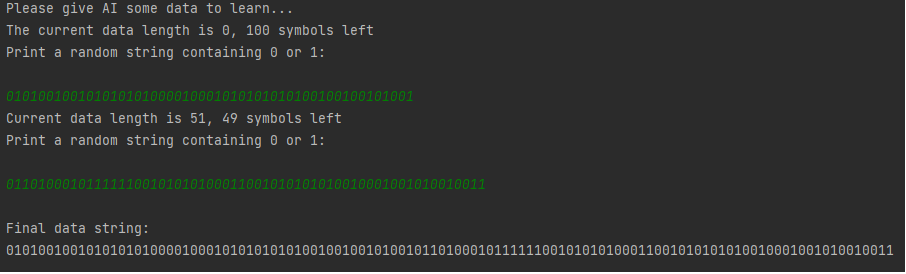 Please give AI some data to learn...
The current data length is 0, 100 symbols left
Print a random string containing 0 or 1:
010100100101010101000010001010101010100100100101001
Current data length is 51, 49 symbols left
Print a random string containing 0 or 1:
011010001011111100101010100011001010101010010001001010010011
Final data string:
010100100101010101000010001010101010100100100101001011010001011111100101010100011001010101010010001001010010011